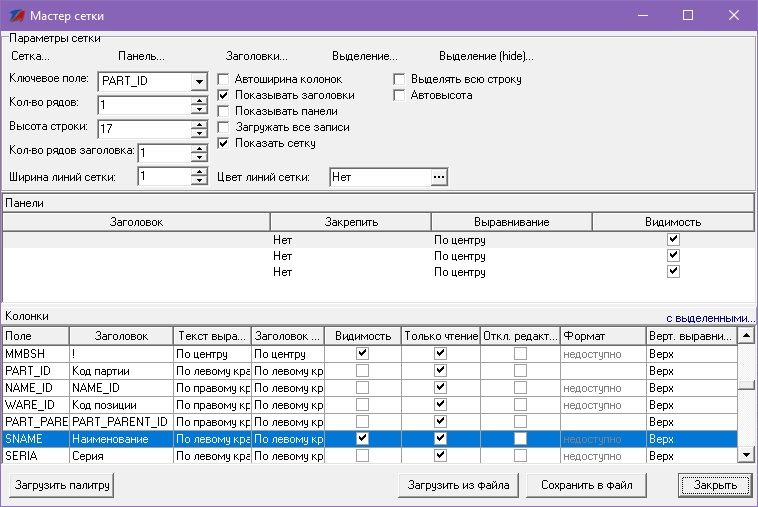 Мастер сетки
Параметры сетки
Сетка... Панель... Заголовки... Выделение... Выделение (hide)...
Ключевое поле: PART_ID Автоширина колонок Выделять всю строку
Показывать заголовки Автовысота
Кол-во рядов: 1 Показывать панели
Высота строки: 17 Загружать все записи
Кол-во рядов заголовка: 1 Показать сетку
Ширина линий сетки: 1 Цвет линий сетки: Нет ...
Панели
Заголовок Закрепить Выравнивание Видимость
Нет По центру
Нет По центру
Нет По центру
Колонки с выделенными...
Поле Заголовок Текст выра... Заголовок ... Видимость Только чтение Откл. редакт... Формат Верт. выравни...
MMBSH ! По центру По центру недоступно Верх
PART_ID Код партии По левому кра По левому кр Верх
NAME_ID NAME_ID По правому кра По левому кр недоступно Верх
WARE_ID Код позиции По правому кра По левому кр недоступно Верх
PART_PARE PART_PARENT_ID По правому кра По левому кр Верх
SNAME Наименование По левому кра По левому кр недоступно Верх
SERIA Серия По левому кра По левому кр недоступно Верх
Загрузить палитру Загрузить из файла Сохранить в файл Закрыть